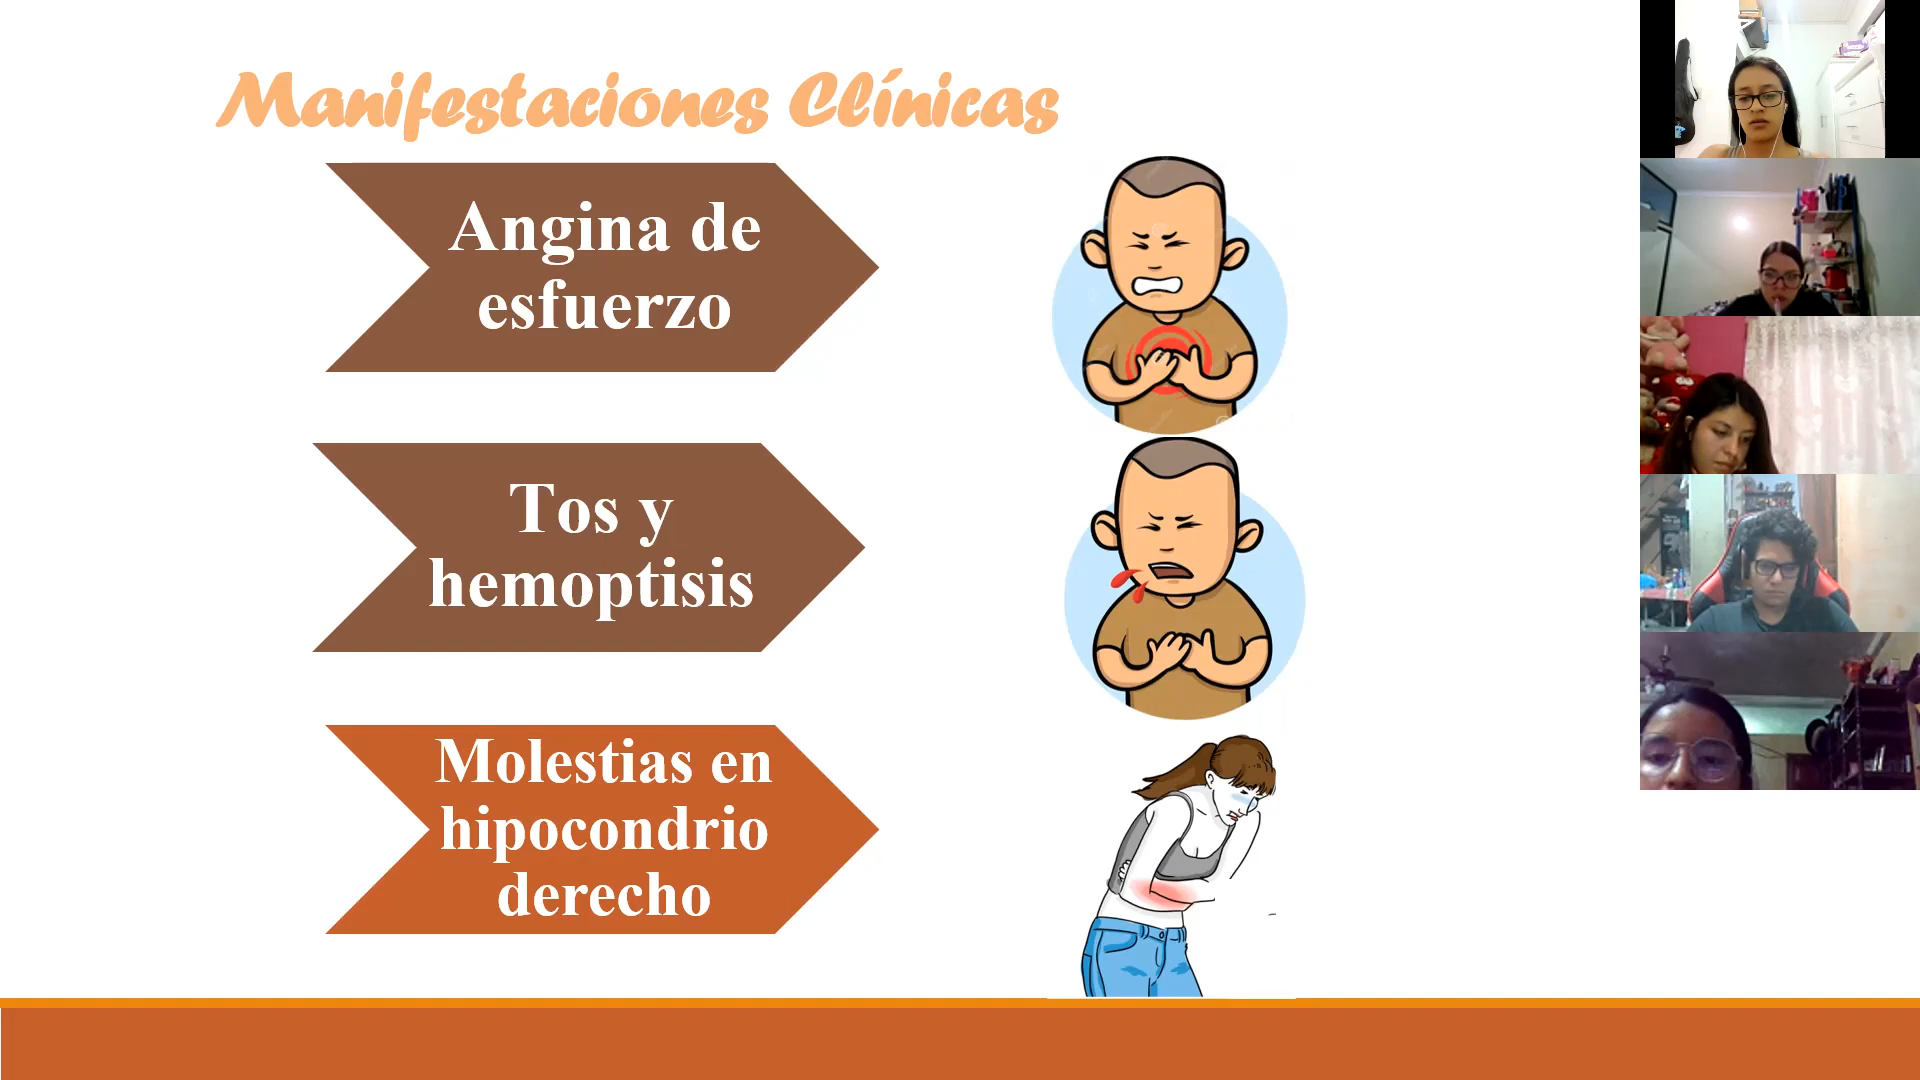 Manifestaciones Clínicas
Angina de
esfuerzo
Tos y
hemoptisis
Molestias en
hipocondrio
derecho